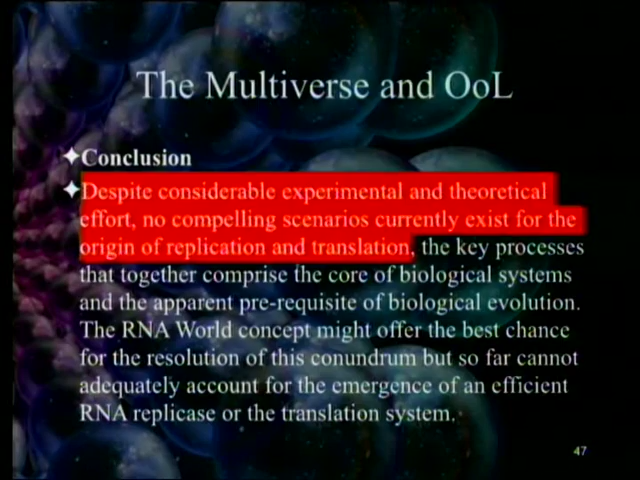 The Multiverse and OoL
✦Conclusion
✦Despite considerable experimental and theoretical
effort, no compelling scenarios currently exist for the
origin of replication and translation, the key processes
that together comprise the core of biological systems
and the apparent pre-requisite of biological evolution.
The RNA World concept might offer the best chance
for the resolution of this conundrum but so far cannot
adequately account for the emergence of an efficient
RNA replicase or the translation system.
47